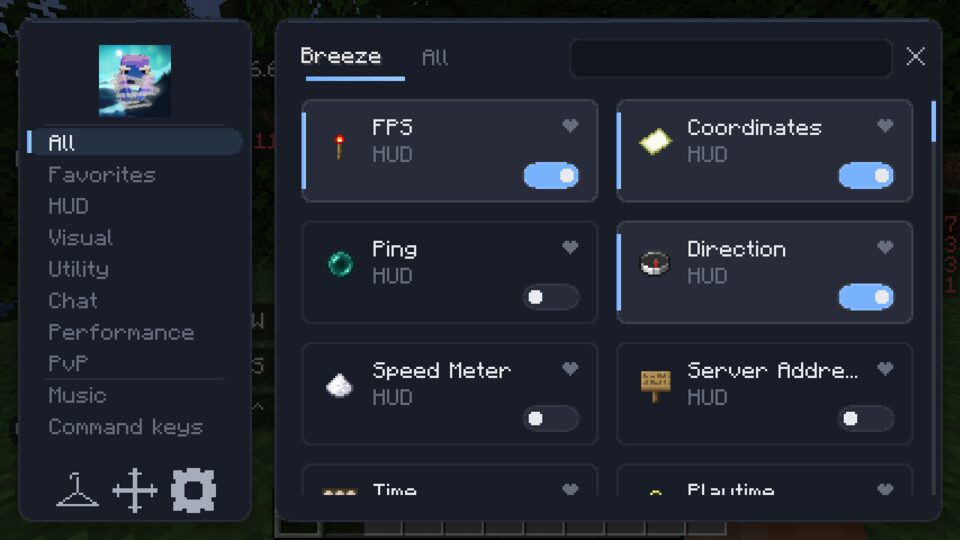 All
Favorites
HUD
Visual
Utility
Chat
Performance
PvP
Music
Command keys
Breeze All
FPS
HUD
Coordinates
HUD
Ping
HUD
Direction
HUD
Speed Meter
HUD
Server Addre...
HUD
Time
Playtime